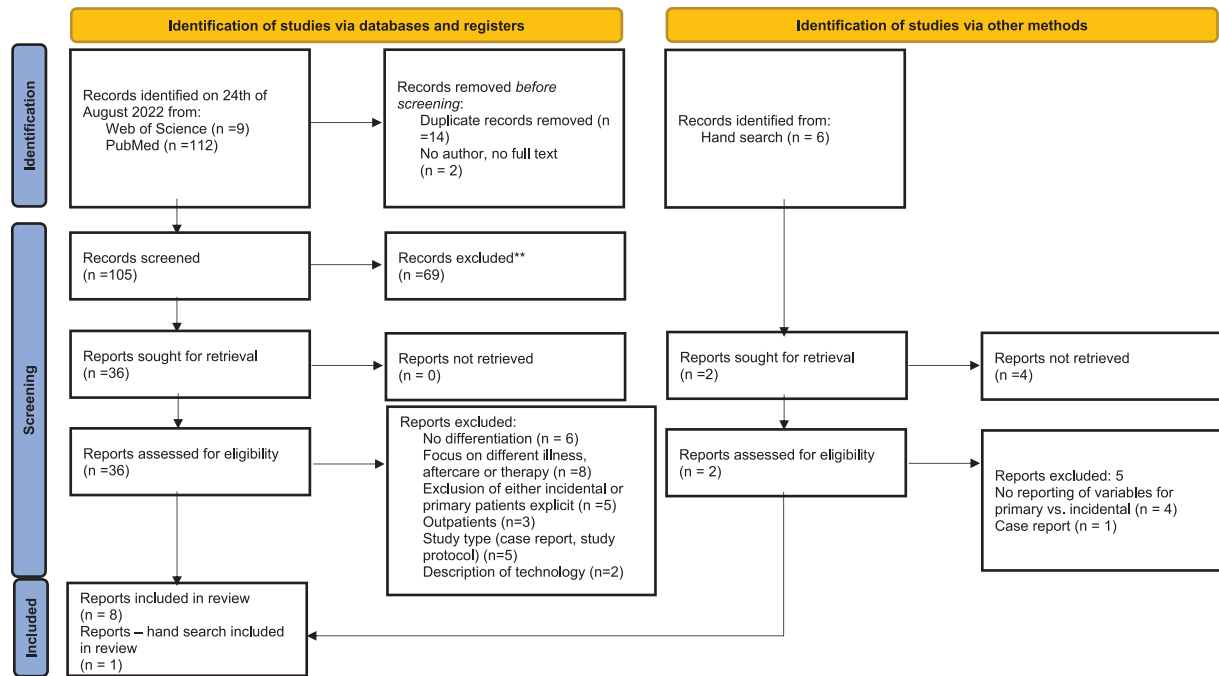 Identification of studies via databases and registers
Identification of studies via other methods
Identification
Records identified on 24th of
August 2022 from:
Web of Science (n =9)
PubMed (n =112)
Records removed before
screening:
Duplicate records removed (n
=14)
No author, no full text
(n = 2)
Records identified from:
Hand search (n = 6)
Screening
Records screened
(n =105)
Records excluded**
(n =69)
Reports sought for retrieval
(n =36)
Reports not retrieved
(n = 0)
Reports sought for retrieval
(n =2)
Reports not retrieved
(n =4)
Reports assessed for eligibility
(n =36)
Reports excluded:
No differentiation (n = 6)
Focus on different illness,
aftercare or therapy (n =8)
Exclusion of either incidental or
primary patients explicit (n =5)
Outpatients (n=3)
Study type (case report, study
protocol) (n=5)
Description of technology (n=2)
Reports assessed for eligibility
(n = 2)
Reports excluded: 5
No reporting of variables for
primary vs. incidental (n = 4)
Case report (n = 1)
Included
Reports included in review
(n = 8)
Reports – hand search included
in review
(n = 1)